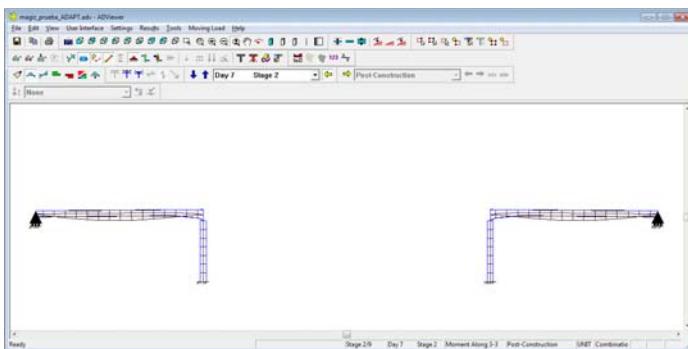 magic_prueba_ADAPT.adv - ADViewer
File Edit View User Interface Settings Results Tools Moving Load Help
Day 7 Stage 2 Post-Construction
None
Ready Stage 2/9 Day 7 Stage 2 Moment Along 3-3 Post-Construction UNIT Combinatio